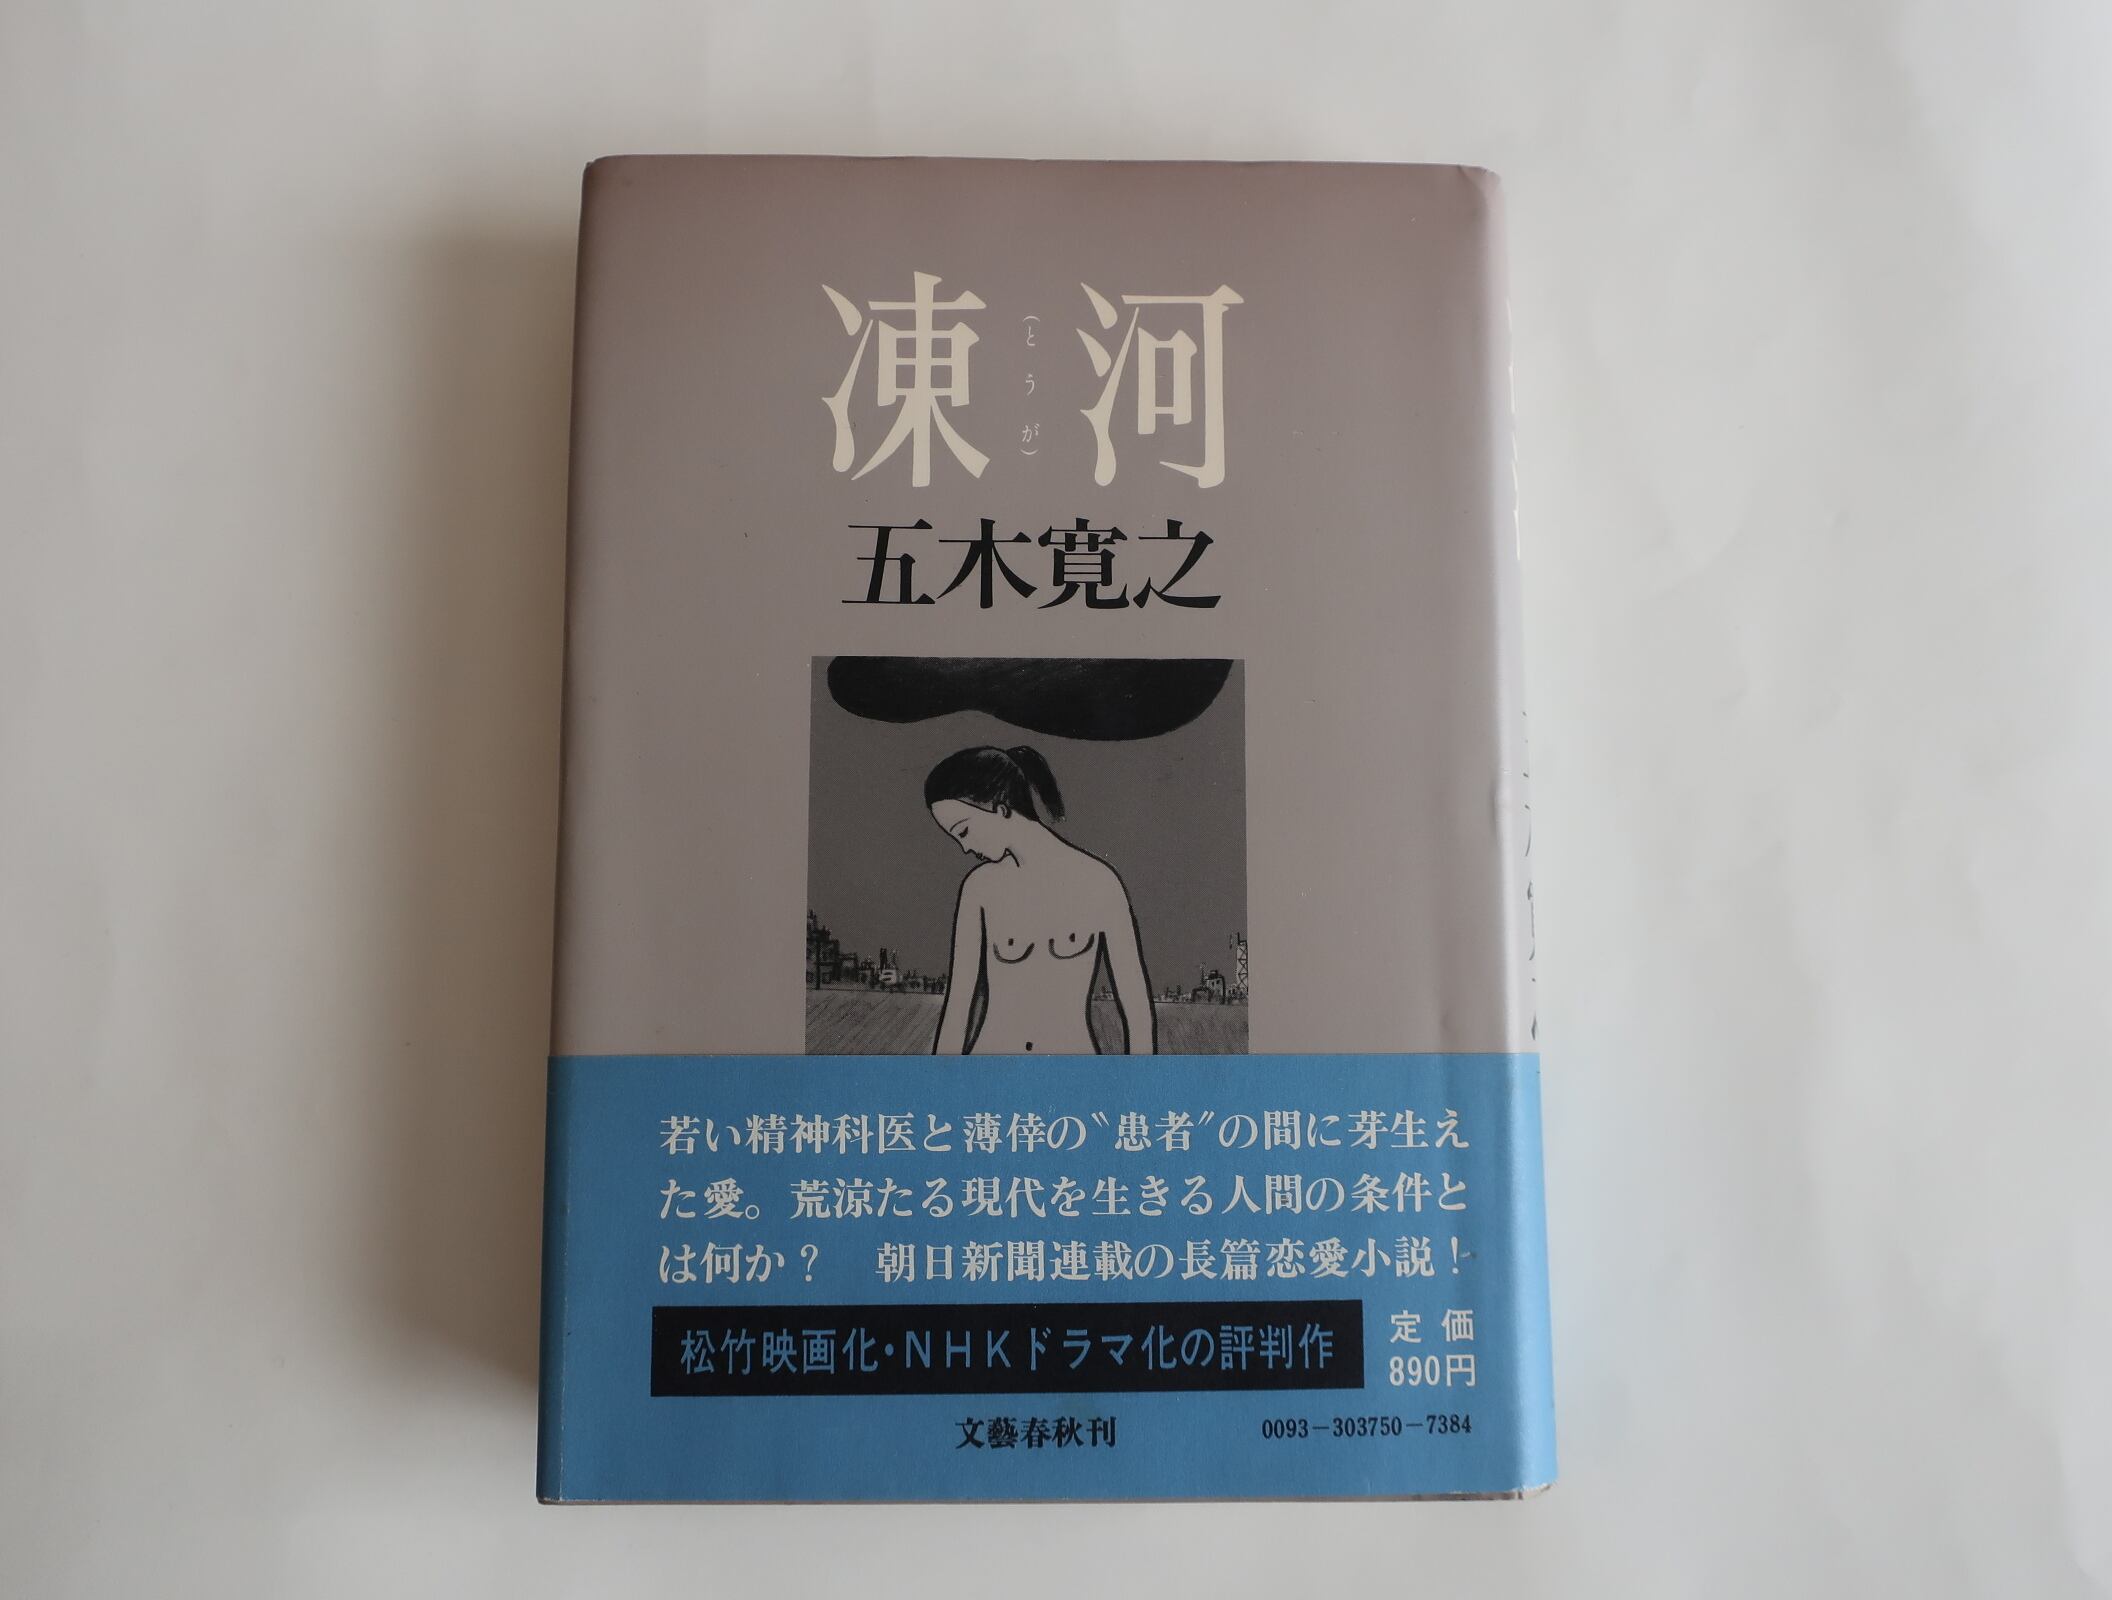 凍河
(とうが)
五木寛之
若い精神科医と薄倖の〝患者〟の間に芽生え
た愛。荒涼たる現代を生きる人間の条件と
は何か？　朝日新聞連載の長篇恋愛小説！
松竹映画化・NHKドラマ化の評判作
定価
890円
文藝春秋刊
0093-303750-7384